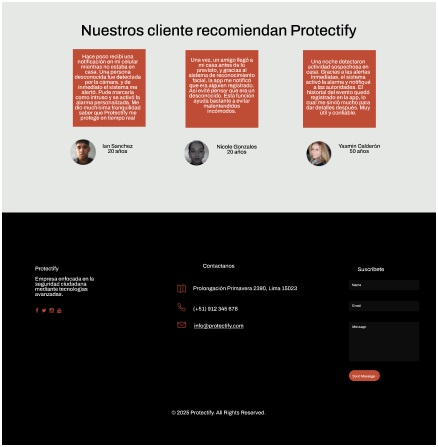 Nuestros cliente recomiendan Protectify
Hace poco recibí una
notificación en mi celular
mientras no estaba en
casa. Una persona
desconocida fue detectada
por la cámara, y de
inmediato el sistema me
alertó. Pude marcarla
como intruso y se activó la
alarma personalizada. Me
dio muchísima tranquilidad
saber que Protectify me
protege en tiempo real
Una vez, un amigo llegó a
mi casa antes de lo
previsto, y gracias al
sistema de reconocimiento
facial, la app me notificó
que era alguien registrado.
Así evité pensar que era un
desconocido. Esta función
ayuda bastante a evitar
malentendidos
incómodos.
Una noche detectaron
actividad sospechosa en
casa. Gracias a las alertas
inmediatas, el sistema
activó la alarma y notifiqué
a las autoridades. El
historial del evento quedó
registrado en la app, lo
cual me sirvió mucho para
dar detalles después. Muy
útil y confiable.
Ian Sanchez
20 años
Nicole Gonzales
20 años
Yasmin Calderón
50 años
Protectify
Empresa enfocada en la
seguridad ciudadana
mediante tecnologías
avanzadas.
Contactanos
Prolongación Primavera 2390, Lima 15023
(+51) 912 345 678
info@protectify.com
Suscribete
Name
Email
Message
Send Message
© 2025 Protectify. All Rights Reserved.